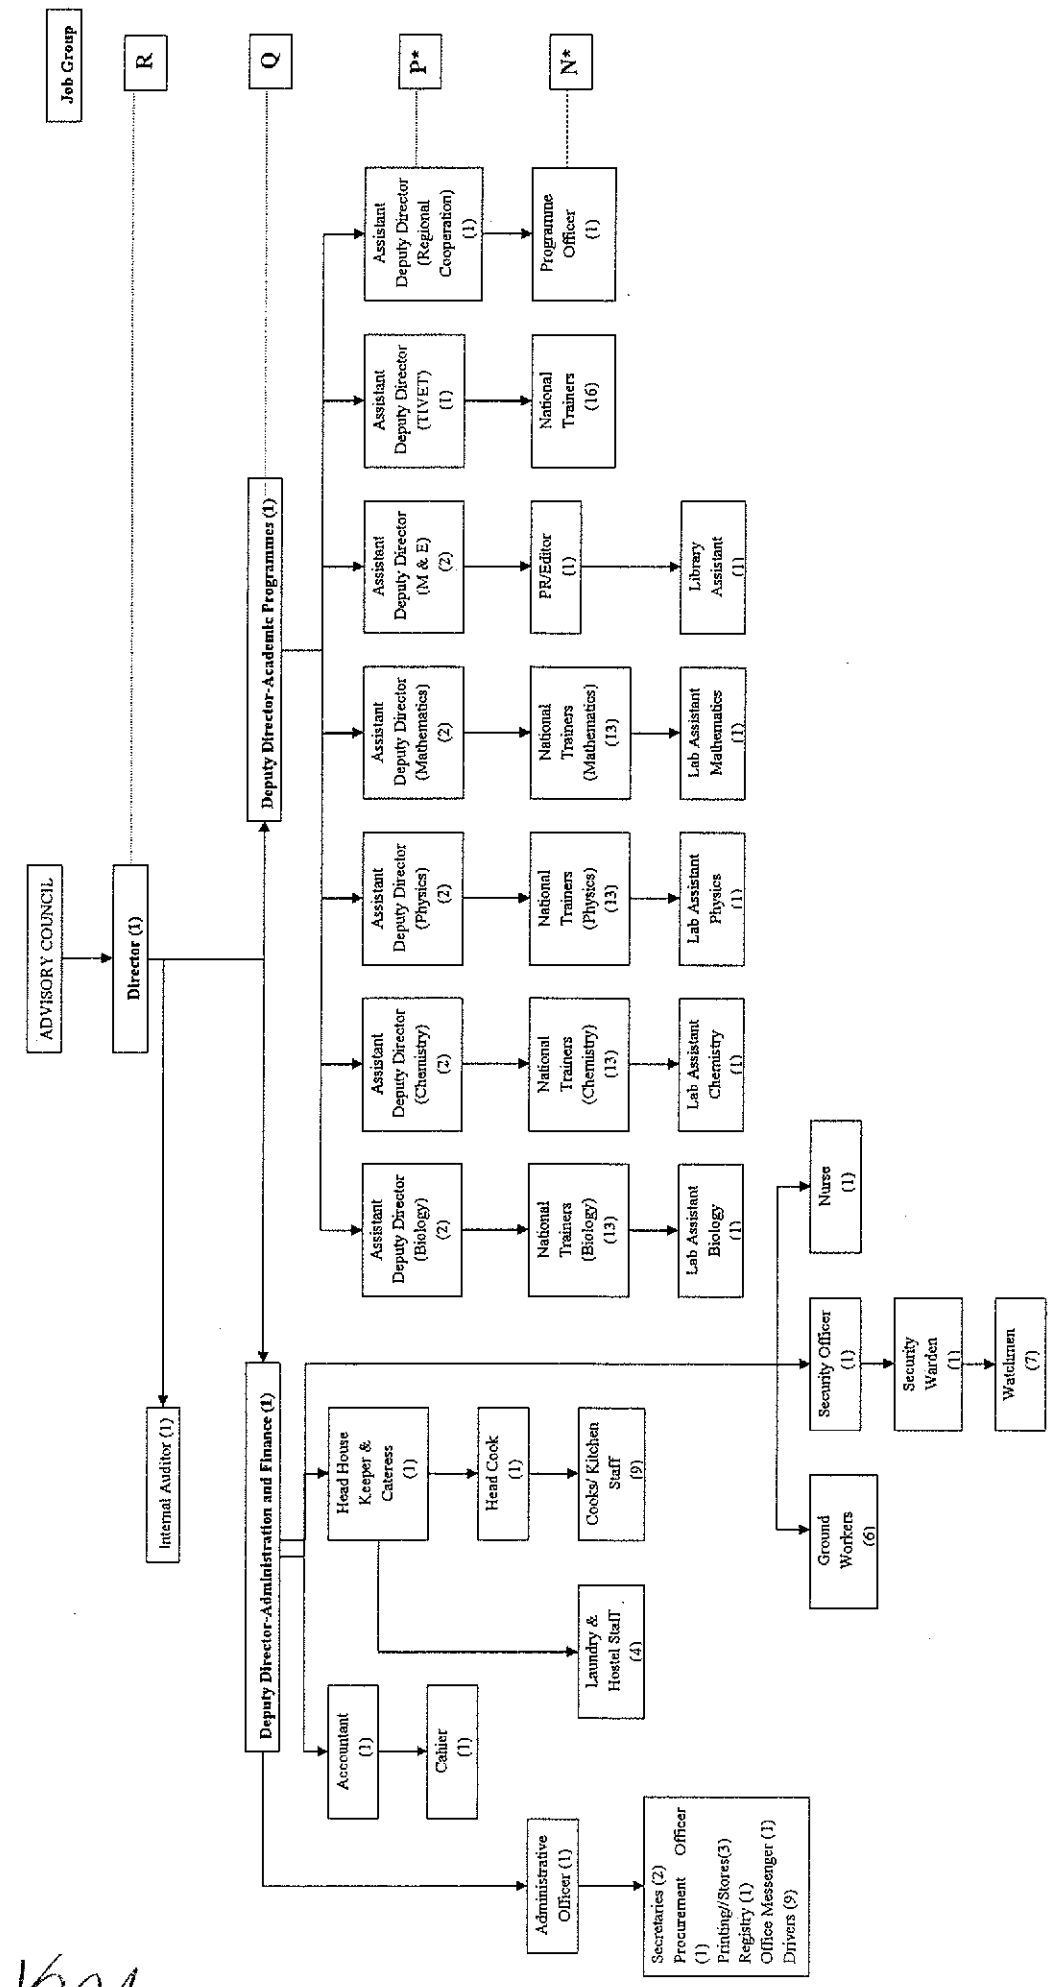 Job Group
R
Q
P*
N*
ADVISORY COUNCIL
Director (1)
Internal Auditor (1)
Deputy Director-Administration and Finance (1)
Deputy Director-Academic Programmes (1)
Administrative
Officer (1)
Secretaries (2)
Procurement Officer
(1)
Printing//Stores(3)
Registry (1)
Office Messenger (1)
Drivers (9)
Accountant
(1)
Cahier
(1)
Head House
Keeper &
Cateress
(1)
Laundry &
Hostel Staff
(4)
Head Cook
(1)
Cooks/ Kitchen
Staff
(9)
Ground
Workers
(6)
Security Officer
(1)
Security
Warden
(1)
Watchmen
(7)
Nurse
(1)
Assistant
Deputy Director
(Biology)
(2)
National
Trainers
(Biology)
(13)
Lab Assistant
Biology
(1)
Assistant
Deputy Director
(Chemistry)
(2)
National
Trainers
(Chemistry)
(13)
Lab Assistant
Chemistry
(1)
Assistant
Deputy Director
(Physics)
(2)
National
Trainers
(Physics)
(13)
Lab Assistant
Physics
(1)
Assistant
Deputy Director
(Mathematics)
(2)
National
Trainers
(Mathematics)
(13)
Lab Assistant
Mathematics
(1)
Assistant
Deputy Director
(M & E)
(2)
PR/Editor
(1)
Library
Assistant
(1)
Assistant
Deputy Director
(TIVET)
(1)
National
Trainers
(16)
Assistant
Deputy Director
(Regional
Cooperation)
(1)
Programme
Officer
(1)